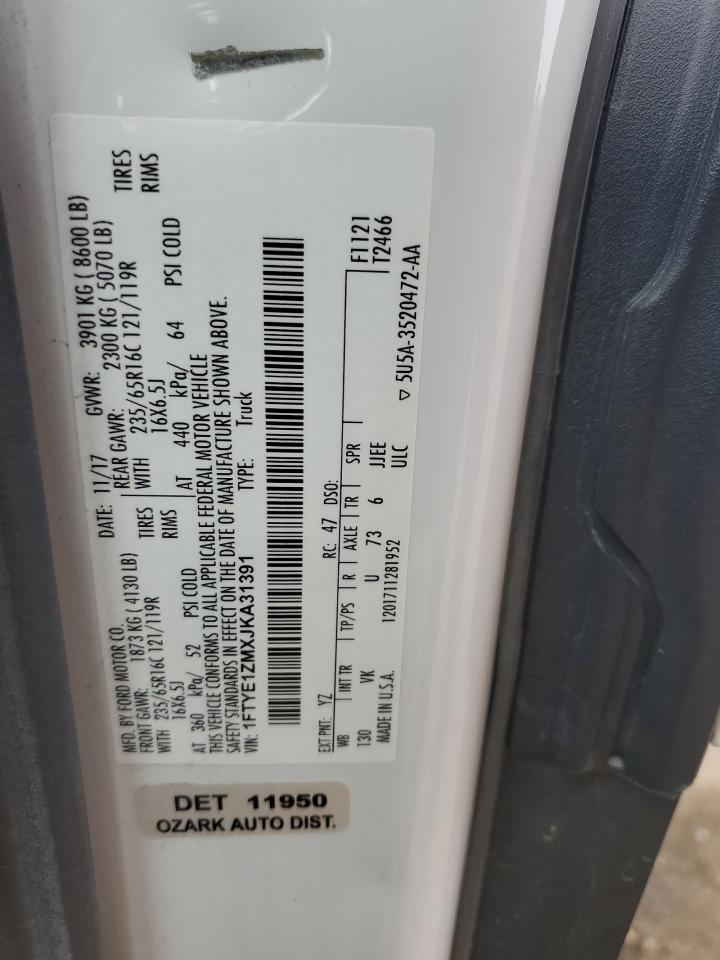 MFD. BY FORD MOTOR CO.
DATE: 11/17 GVWR: 3901 KG ( 8600 LB)
FRONT GAWR: 1873 KG ( 4130 LB)
REAR GAWR: 2300 KG ( 5070 LB)
WITH 235/65R16C 121/119R TIRES
WITH 235/65R16C 121/119R TIRES
16X6.5J RIMS
16X6.5J RIMS
AT 360 kPa/ 52 PSI COLD
AT 440 kPa/ 64 PSI COLD
THIS VEHICLE CONFORMS TO ALL APPLICABLE FEDERAL MOTOR VEHICLE
SAFETY STANDARDS IN EFFECT ON THE DATE OF MANUFACTURE SHOWN ABOVE.
VIN: 1FTYE1ZMXJKA31391
TYPE: Truck
EXT PNT: YZ RC: 47 DSO: F1121
WB INT TR TP/PS R AXLE TR SPR T2466
130 VK U 73 6 JJEE
MADE IN U.S.A. 1201711281952 ULC
▽ 5U5A-3520472-AA
DET 11950
OZARK AUTO DIST.